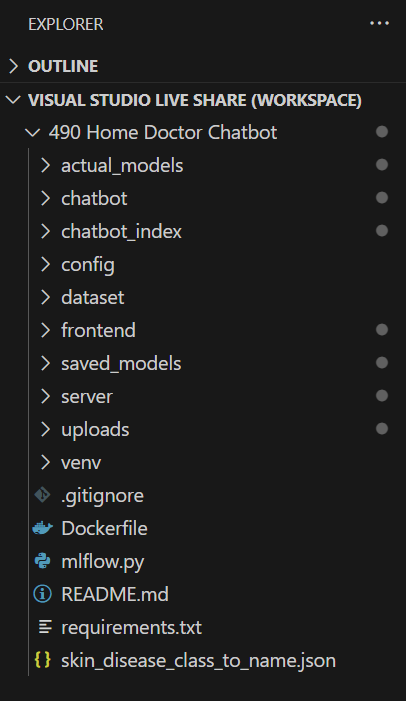 EXPLORER
OUTLINE
VISUAL STUDIO LIVE SHARE (WORKSPACE)
490 Home Doctor Chatbot
actual_models
chatbot
chatbot_index
config
dataset
frontend
saved_models
server
uploads
venv
.gitignore
Dockerfile
mlflow.py
README.md
requirements.txt
skin_disease_class_to_name.json